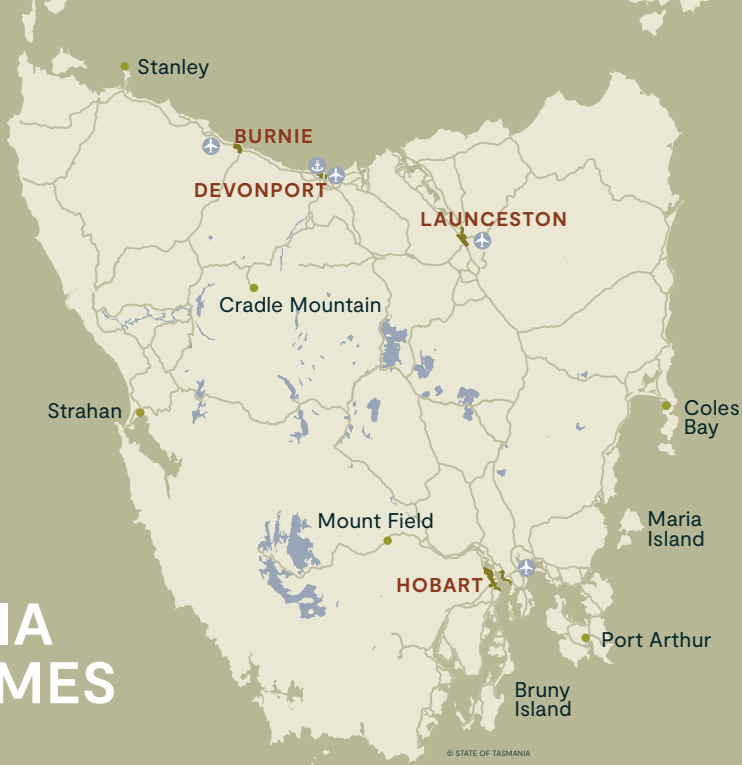 Stanley
BURNIE
DEVONPORT
LAUNCESTON
Cradle Mountain
Strahan
Coles
Bay
Mount Field
Maria
Island
HOBART
IA
MES
Port Arthur
Bruny
Island
© STATE OF TASMANIA